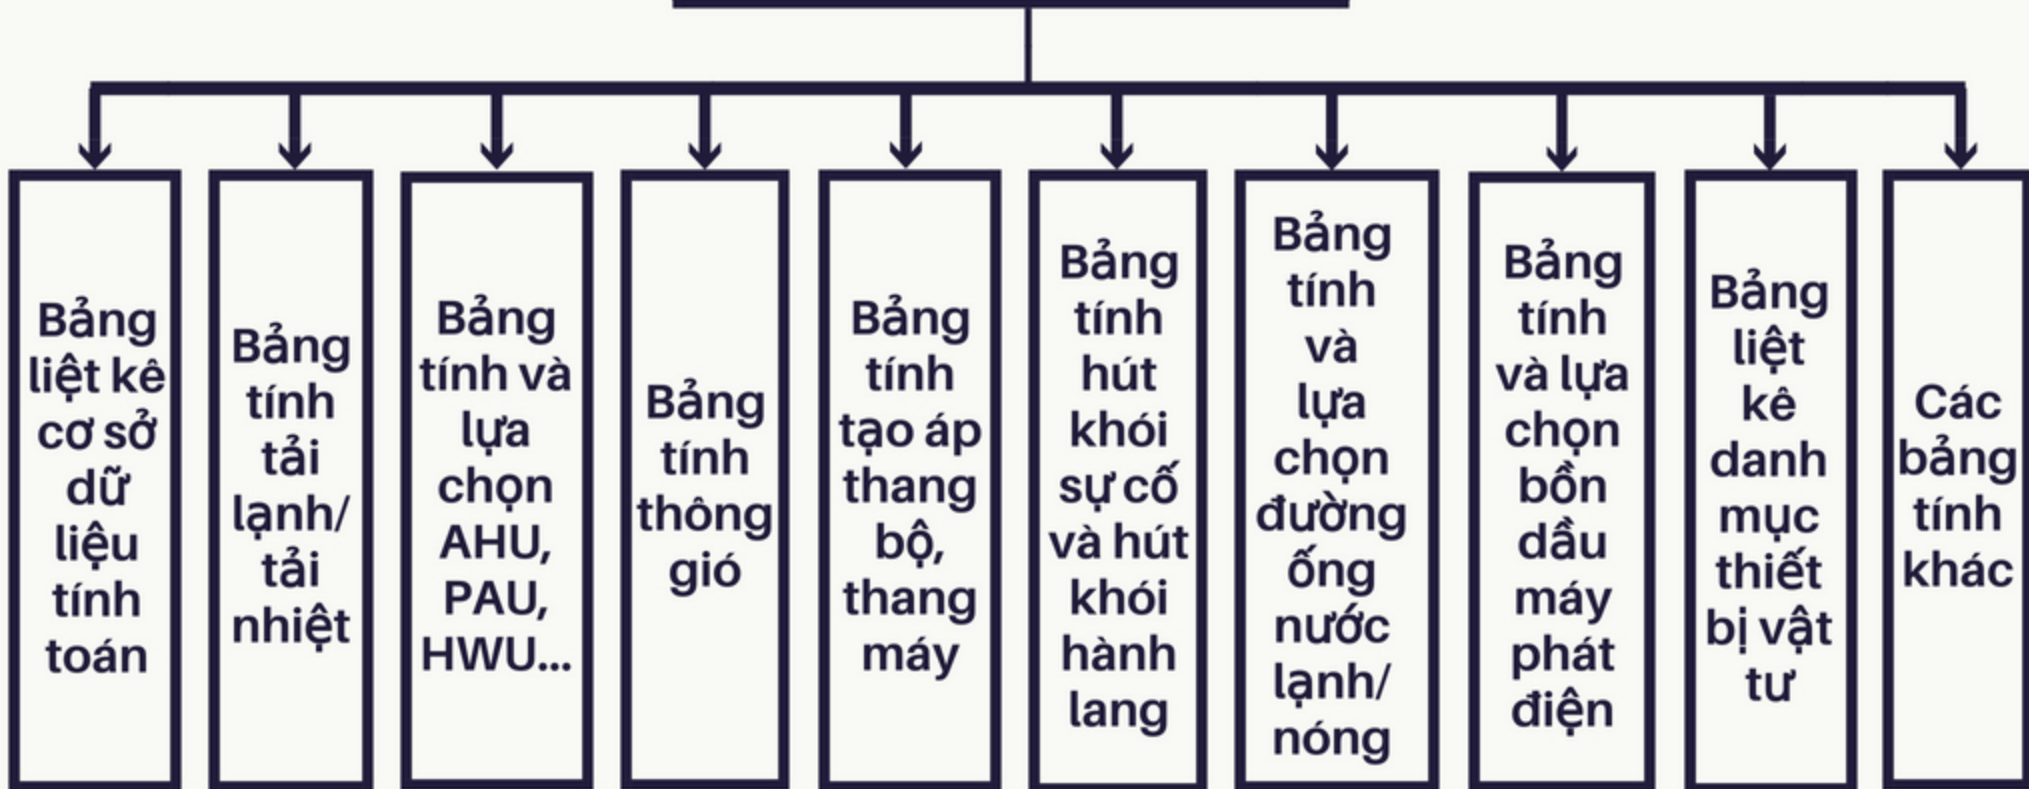 Bảng
liệt kê
cơ sở
dữ
liệu
tính
toán
Bảng
tính
tải
lạnh/
tải
nhiệt
Bảng
tính và
lựa
chọn
AHU,
PAU,
HWU...
Bảng
tính
thông
gió
Bảng
tính
tạo áp
thang
bộ,
thang
máy
Bảng
tính
hút
khói
sự cố
và hút
khói
hành
lang
Bảng
tính
và
lựa
chọn
đường
ống
nước
lạnh/
nóng
Bảng
tính
và lựa
chọn
bồn
dầu
máy
phát
điện
Bảng
liệt
kê
danh
mục
thiết
bị vật
tư
Các
bảng
tính
khác